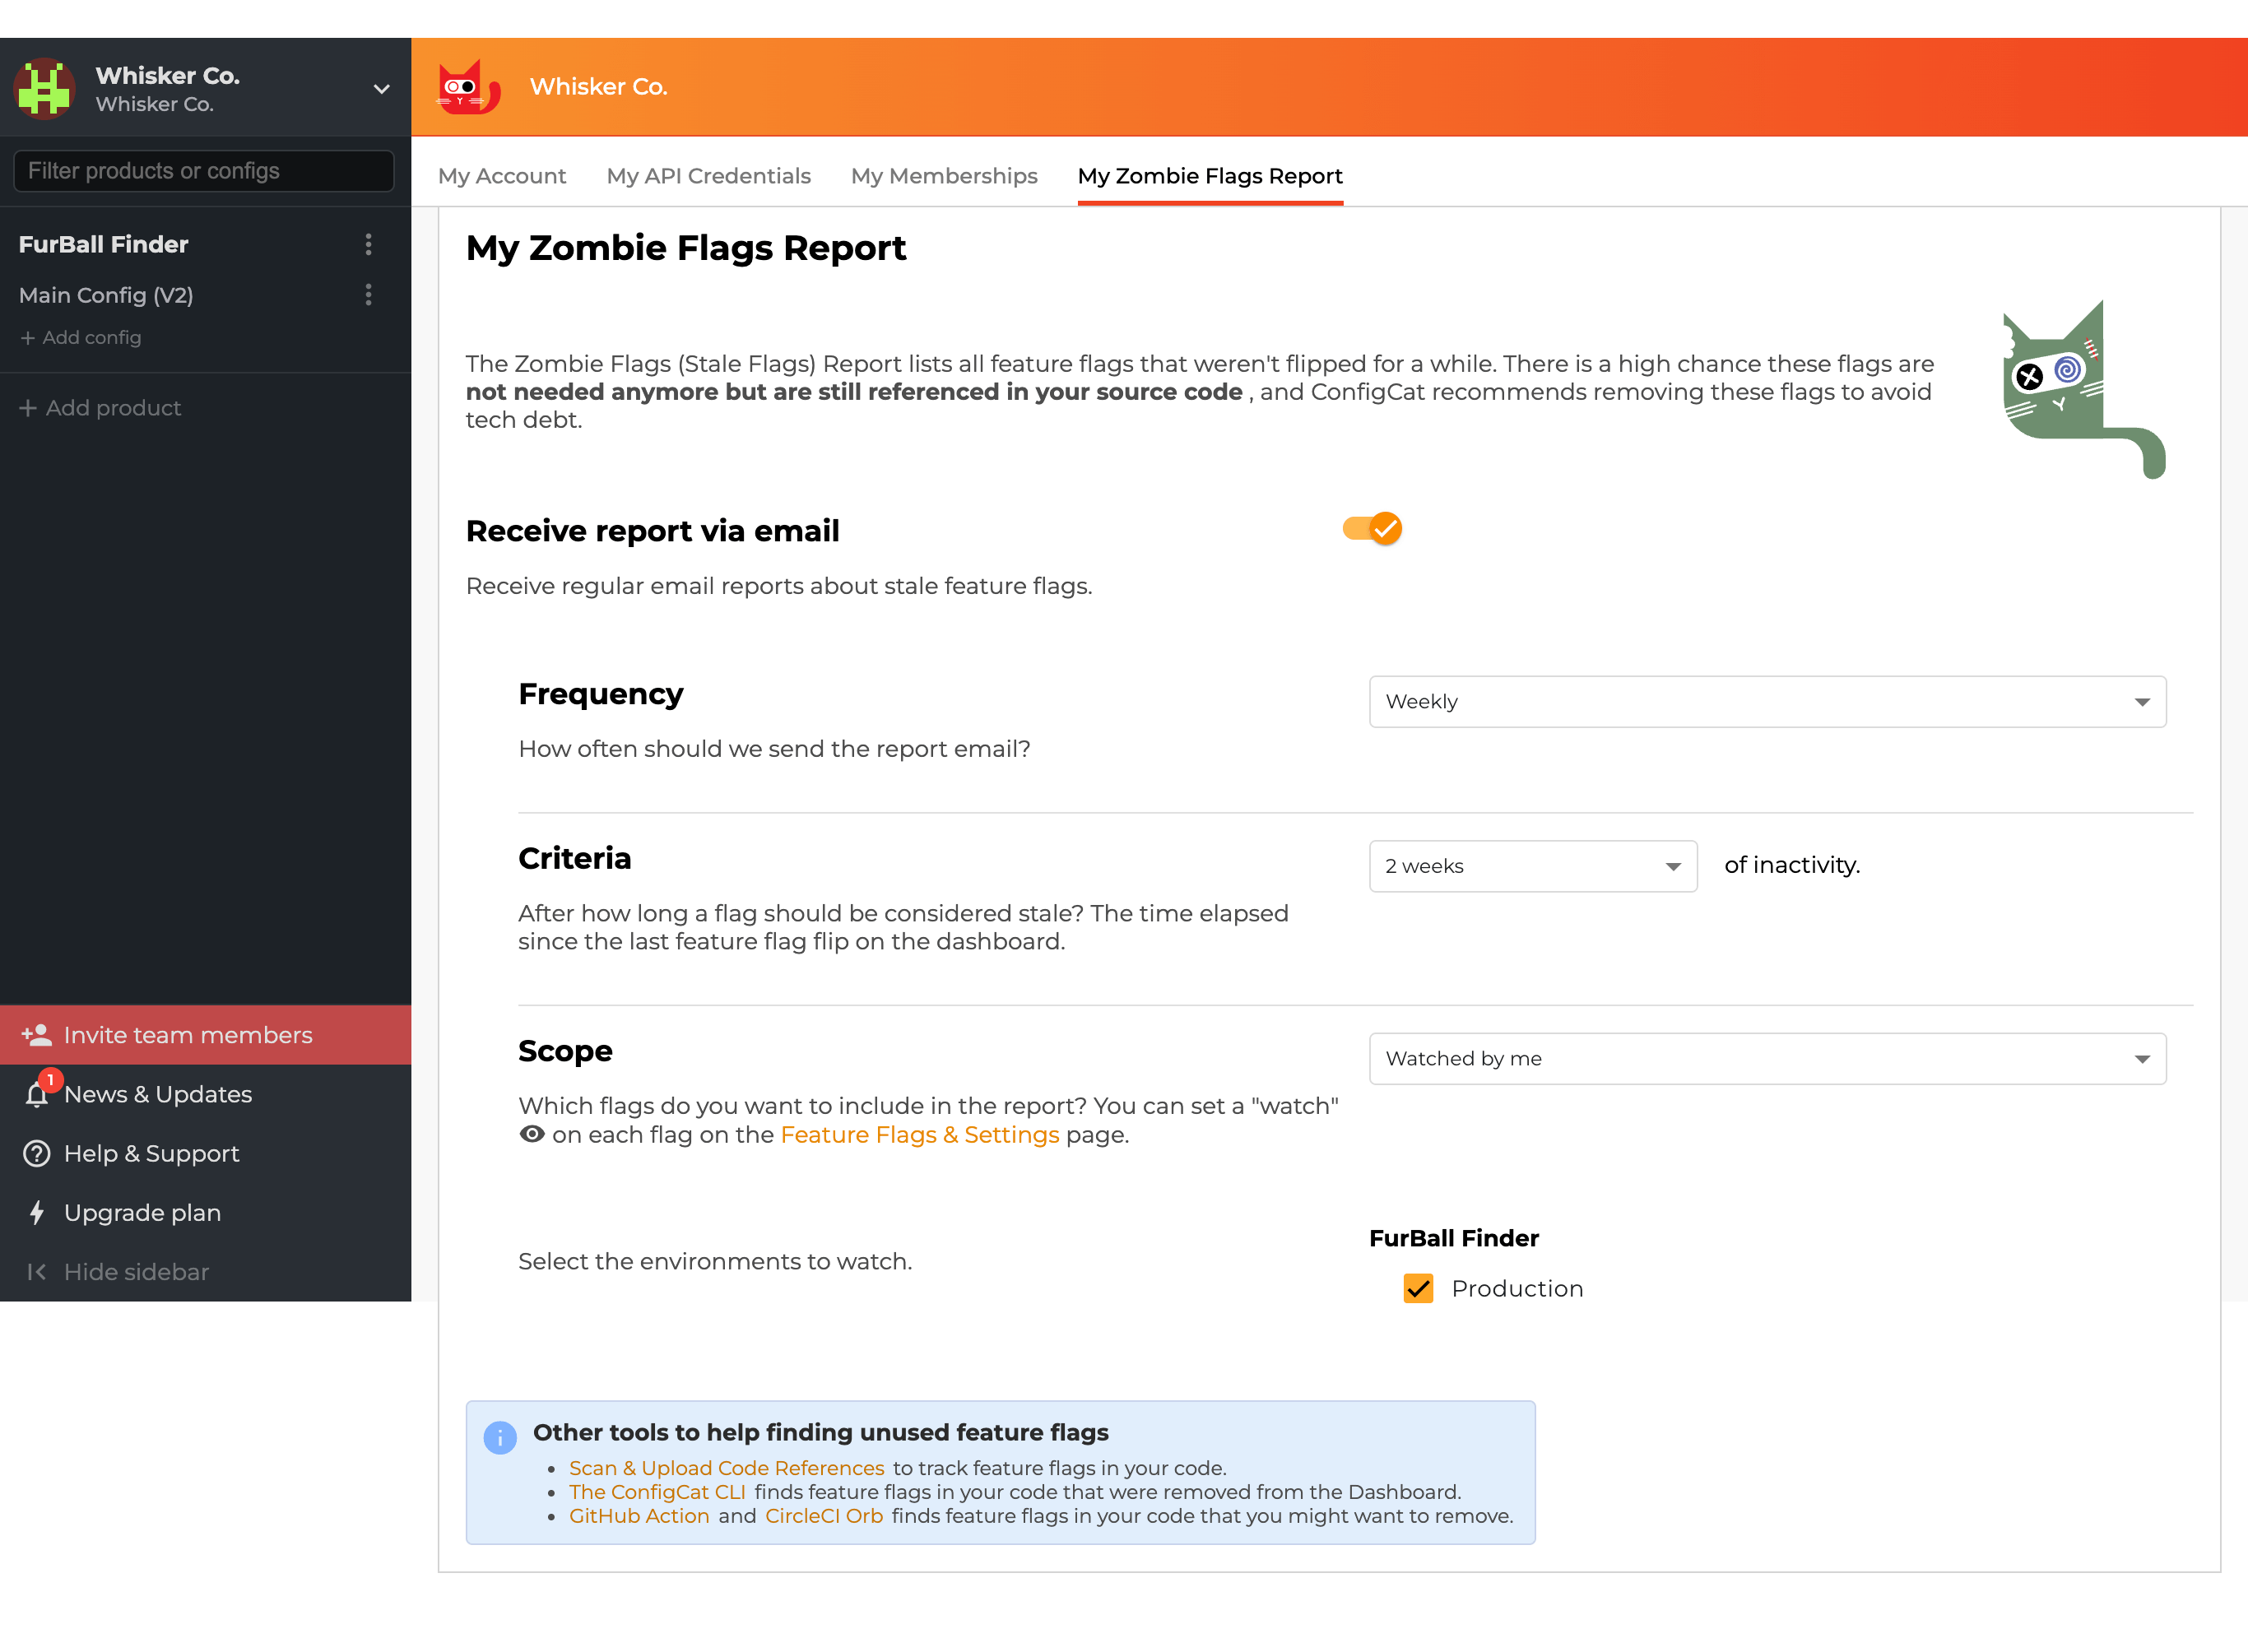 Whisker Co.
Whisker Co.
Filter products or configs
FurBall Finder
Main Config (V2)
+ Add config
+ Add product
Invite team members
1
News & Updates
Help & Support
Upgrade plan
Hide sidebar
Whisker Co.
My Account
My API Credentials
My Memberships
My Zombie Flags Report
My Zombie Flags Report
The Zombie Flags (Stale Flags) Report lists all feature flags that weren't flipped for a while. There is a high chance these flags are
not needed anymore but are still referenced in your source code , and ConfigCat recommends removing these flags to avoid
tech debt.
Receive report via email
Receive regular email reports about stale feature flags.
Frequency
Weekly
How often should we send the report email?
Criteria
2 weeks
of inactivity.
After how long a flag should be considered stale? The time elapsed
since the last feature flag flip on the dashboard.
Scope
Watched by me
Which flags do you want to include in the report? You can set a "watch"
on each flag on the Feature Flags & Settings page.
Select the environments to watch.
FurBall Finder
Production
Other tools to help finding unused feature flags
• Scan & Upload Code References to track feature flags in your code.
• The ConfigCat CLI finds feature flags in your code that were removed from the Dashboard.
• GitHub Action and CircleCI Orb finds feature flags in your code that you might want to remove.